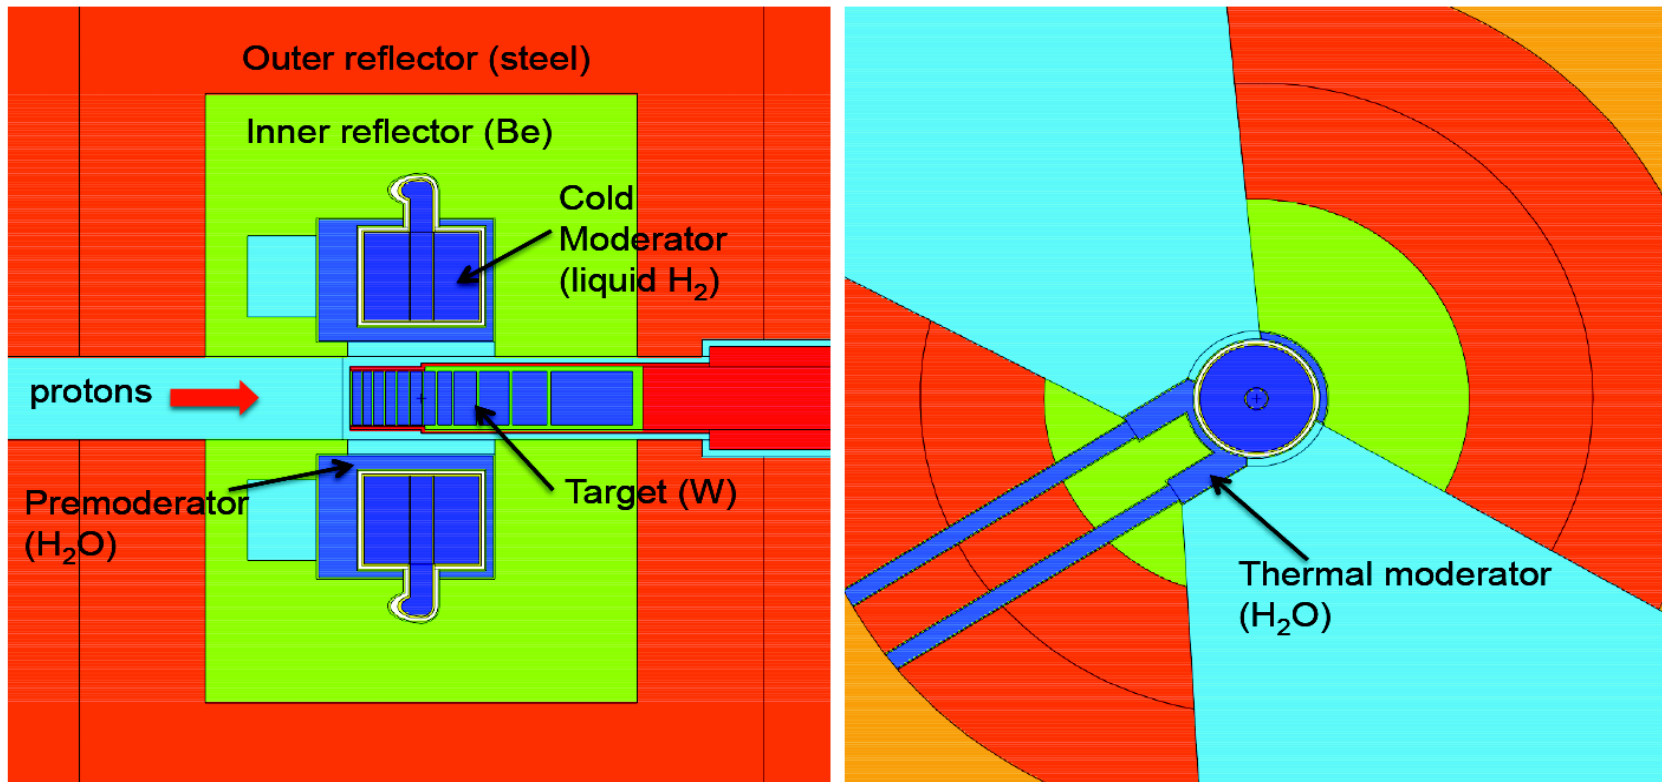 Outer reflector (steel)
Inner reflector (Be)
Cold
Moderator
(liquid H₂)
protons
Premoderator
(H₂O)
Target (W)
Thermal moderator
(H₂O)